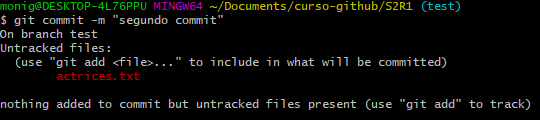 monig@DESKTOP-4L76PPU MINGW64 ~/Documents/curso-github/S2R1 (test)
$ git commit -m "segundo commit"
On branch test
Untracked files:
  (use "git add <file>..." to include in what will be committed)
        actrices.txt

nothing added to commit but untracked files present (use "git add" to track)